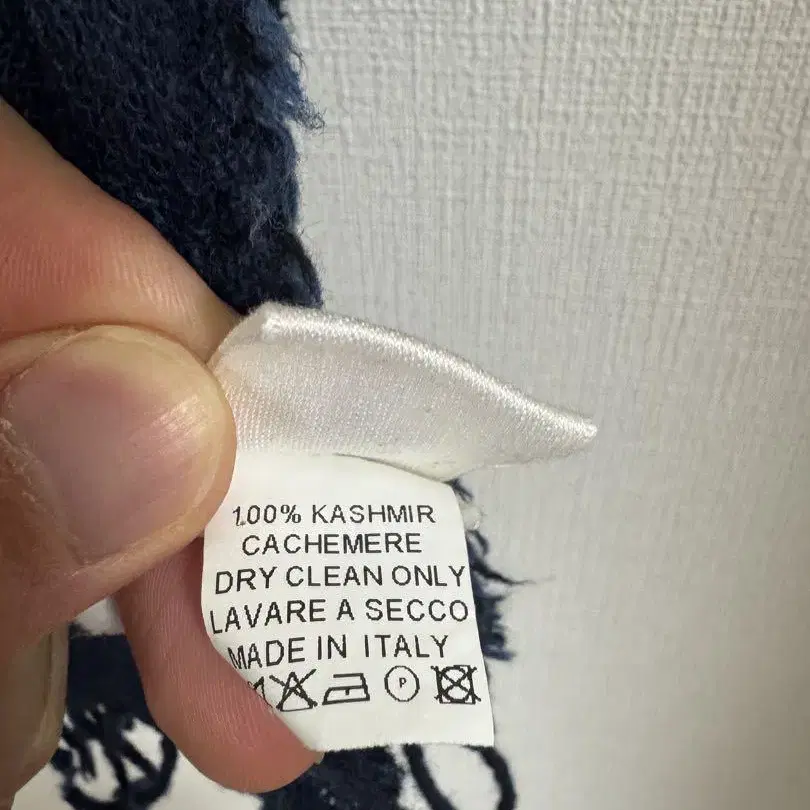 100% KASHMIR
CACHEMERE
DRY CLEAN ONLY
LAVARE A SECCO
MADE IN ITALY
P